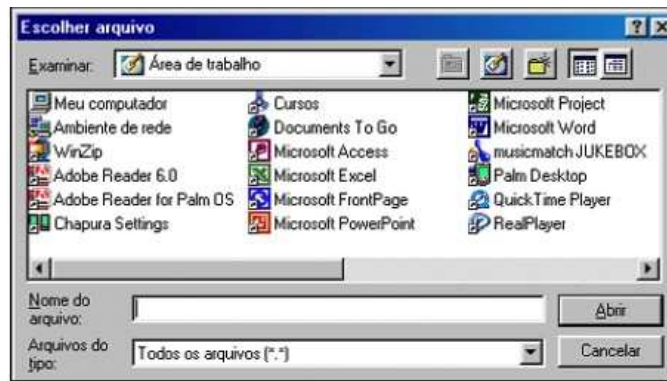 Escolher arquivo
Examinar: Área de trabalho
Meu computador Cursos Microsoft Project
Ambiente de rede Documents To Go Microsoft Word
WinZip Microsoft Access musicmatch JUKEBOX
Adobe Reader 6.0 Microsoft Excel Palm Desktop
Adobe Reader for Palm OS Microsoft FrontPage QuickTime Player
Chapura Settings Microsoft PowerPoint RealPlayer
Nome do
arquivo:
Abrir
Arquivos do
tipo:
Todos os arquivos (*.*)
Cancelar